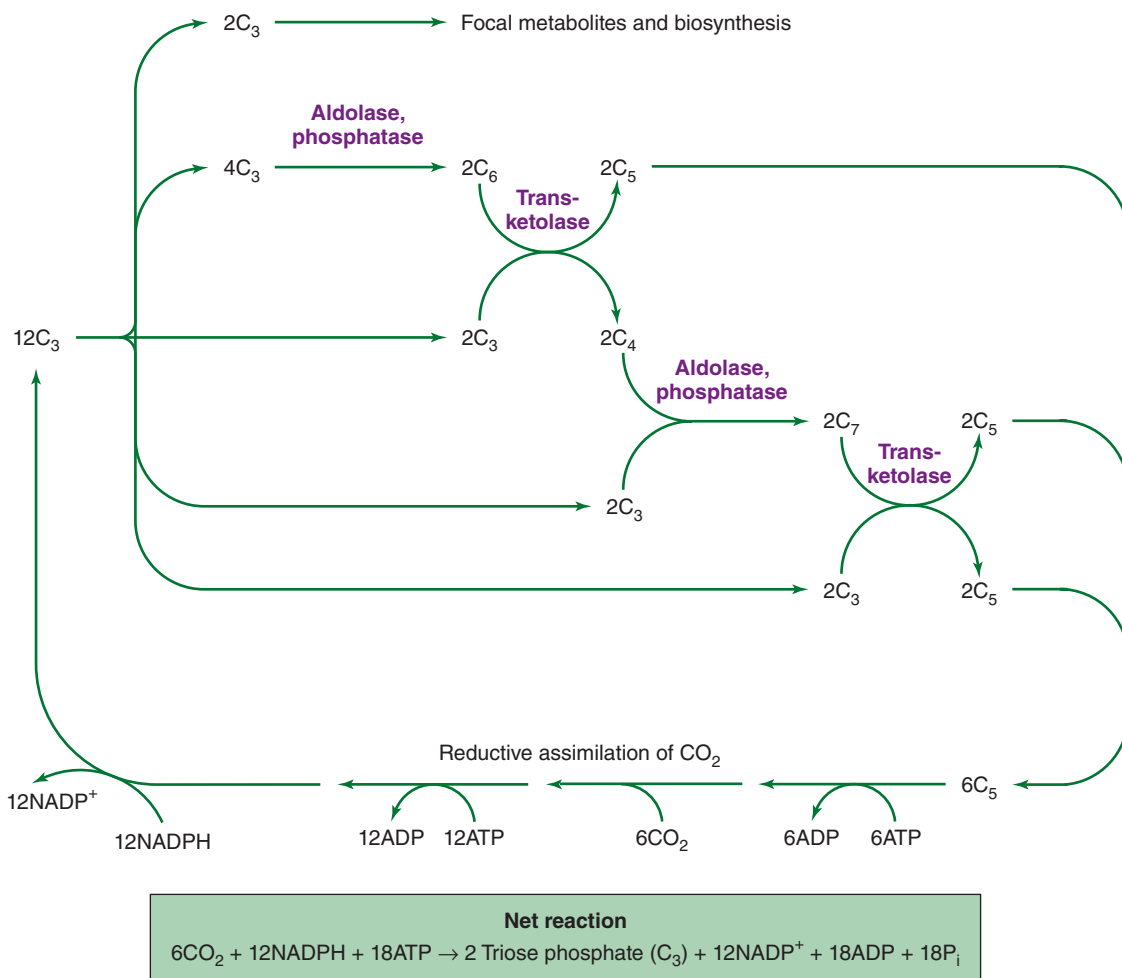 2C₃
Focal metabolites and biosynthesis
Aldolase,
phosphatase
4C₃
2C₆
2C₅
Trans-
ketolase
12C₃
2C₃
2C₄
Aldolase,
phosphatase
2C₇
2C₅
Trans-
ketolase
2C₃
2C₃
2C₅
Reductive assimilation of CO₂
12NADP⁺
6C₅
12NADPH
12ADP
12ATP
6CO₂
6ADP
6ATP
Net reaction
6CO₂ + 12NADPH + 18ATP → 2 Triose phosphate (C₃) + 12NADP⁺ + 18ADP + 18Pᵢ